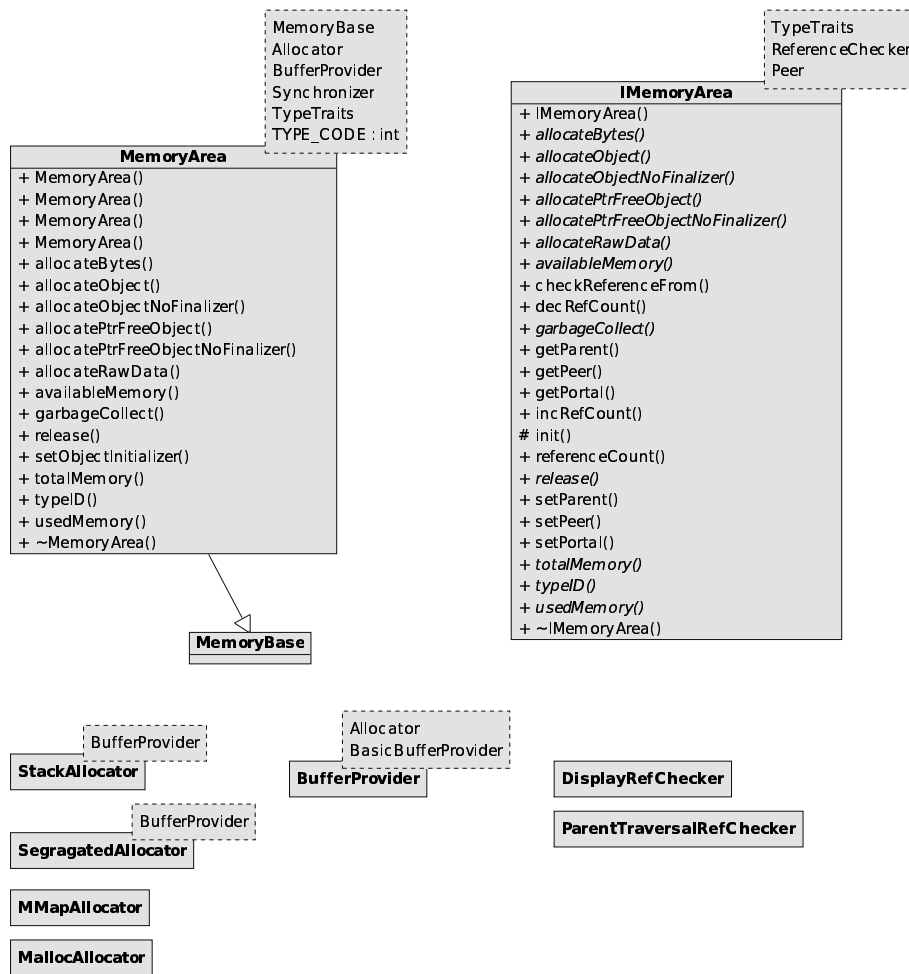 MemoryBase
Allocator
BufferProvider
Synchronizer
TypeTraits
TYPE_CODE : int
MemoryArea
+ MemoryArea()
+ MemoryArea()
+ MemoryArea()
+ MemoryArea()
+ allocateBytes()
+ allocateObject()
+ allocateObjectNoFinalizer()
+ allocatePtrFreeObject()
+ allocatePtrFreeObjectNoFinalizer()
+ allocateRawData()
+ availableMemory()
+ garbageCollect()
+ release()
+ setObjectInitializer()
+ totalMemory()
+ typeID()
+ usedMemory()
+ ~MemoryArea()
MemoryBase
TypeTraits
ReferenceChecker
Peer
IMemoryArea
+ IMemoryArea()
+ allocateBytes()
+ allocateObject()
+ allocateObjectNoFinalizer()
+ allocatePtrFreeObject()
+ allocatePtrFreeObjectNoFinalizer()
+ allocateRawData()
+ availableMemory()
+ checkReferenceFrom()
+ decRefCount()
+ garbageCollect()
+ getParent()
+ getPeer()
+ getPortal()
+ incRefCount()
# init()
+ referenceCount()
+ release()
+ setParent()
+ setPeer()
+ setPortal()
+ totalMemory()
+ typeID()
+ usedMemory()
+ ~IMemoryArea()
BufferProvider
StackAllocator
Allocator
BasicBufferProvider
BufferProvider
DisplayRefChecker
BufferProvider
SegragatedAllocator
ParentTraversalRefChecker
MMapAllocator
MallocAllocator